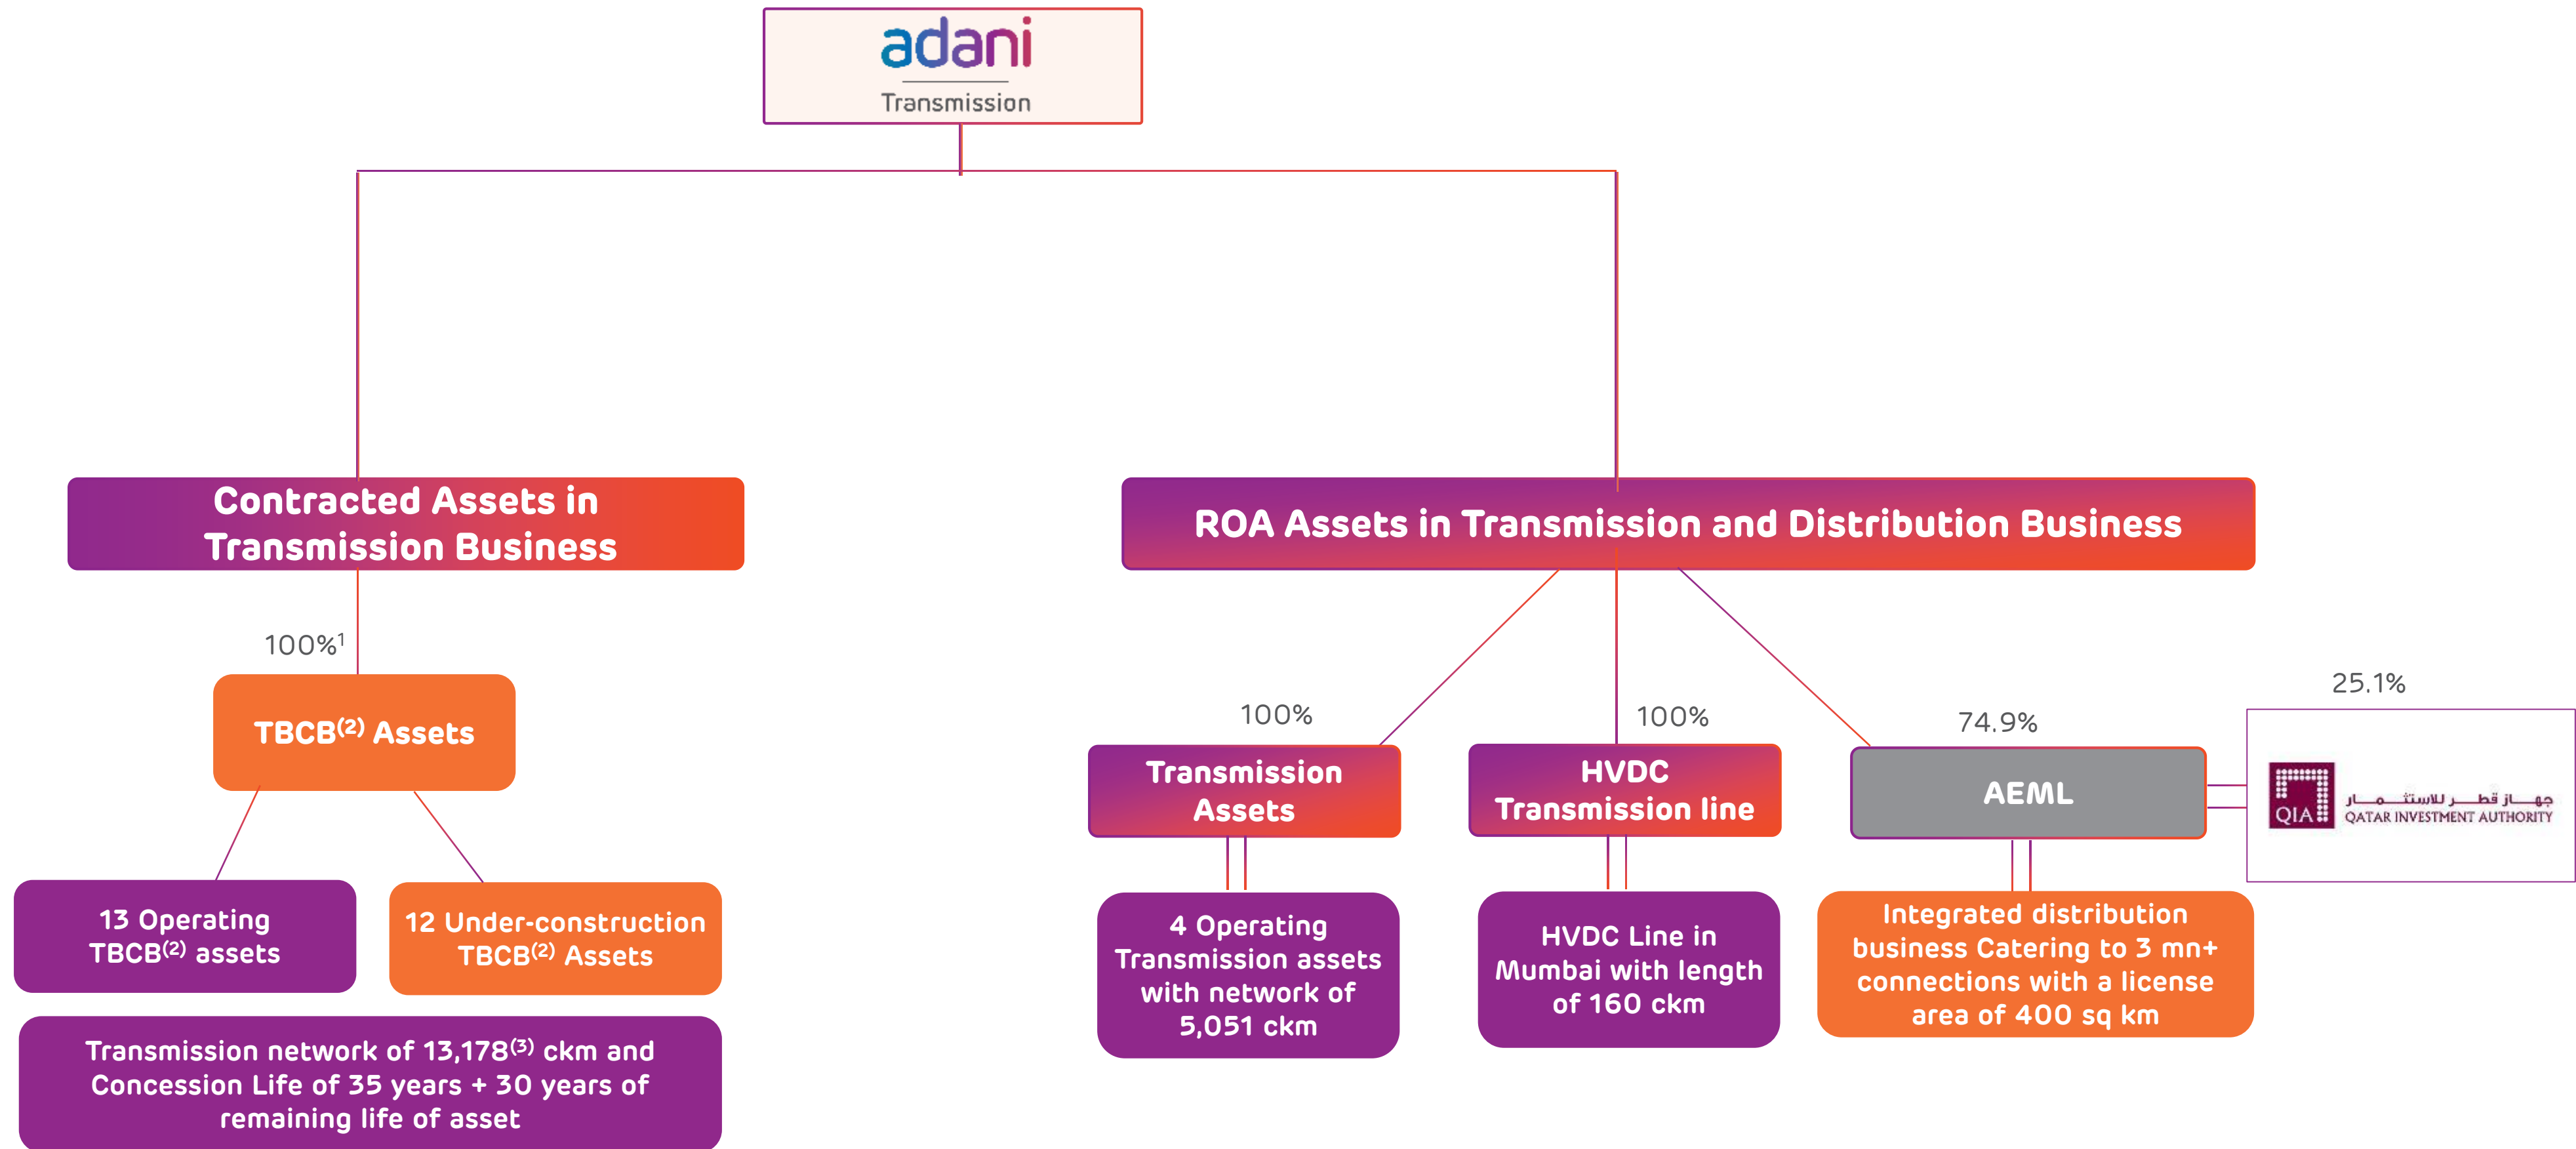 adani
Transmission
Contracted Assets in
Transmission Business
ROA Assets in Transmission and Distribution Business
100%1
TBCB(2) Assets
13 Operating
TBCB(2) assets
12 Under-construction
TBCB(2) Assets
Transmission network of 13,178(3) ckm and
Concession Life of 35 years + 30 years of
remaining life of asset
100%
Transmission
Assets
4 Operating
Transmission assets
with network of
5,051 ckm
100%
HVDC
Transmission line
HVDC Line in
Mumbai with length
of 160 ckm
74.9%
AEML
Integrated distribution
business Catering to 3 mn+
connections with a license
area of 400 sq km
25.1%
QIA
جهاز قطر للاستثمار
QATAR INVESTMENT AUTHORITY